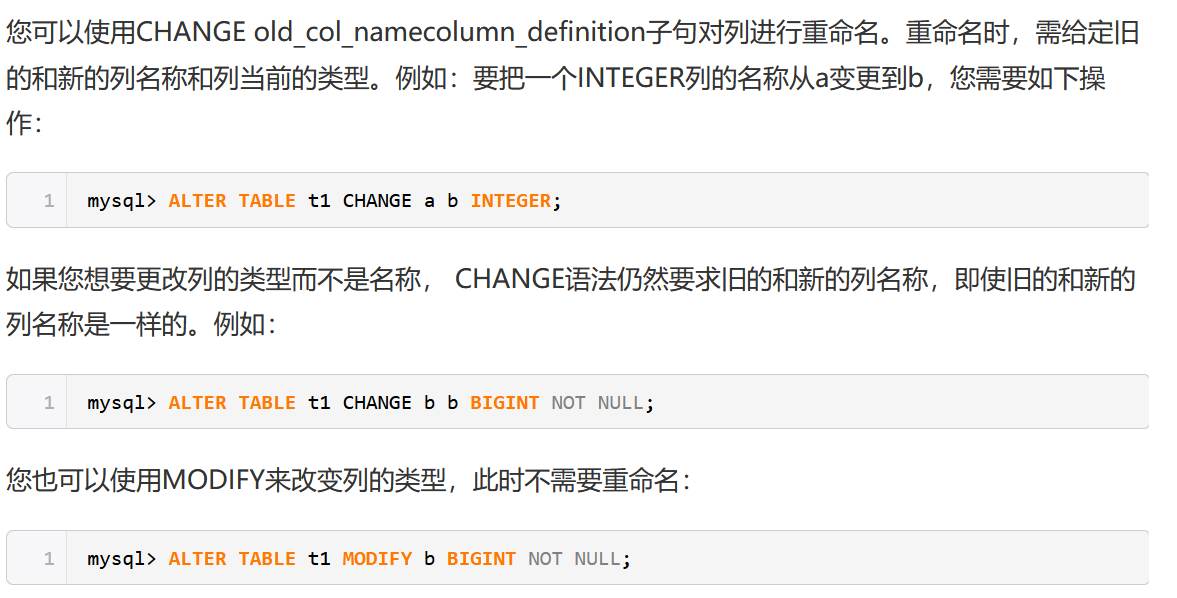 您可以使用CHANGE old_col_namecolumn_definition子句对列进行重命名。重命名时，需给定旧
的和新的列名称和列当前的类型。例如：要把一个INTEGER列的名称从a变更到b，您需要如下操
作：
1 mysql> ALTER TABLE t1 CHANGE a b INTEGER;
如果您想要更改列的类型而不是名称， CHANGE语法仍然要求旧的和新的列名称，即使旧的和新的
列名称是一样的。例如：
1 mysql> ALTER TABLE t1 CHANGE b b BIGINT NOT NULL;
您也可以使用MODIFY来改变列的类型，此时不需要重命名：
1 mysql> ALTER TABLE t1 MODIFY b BIGINT NOT NULL;